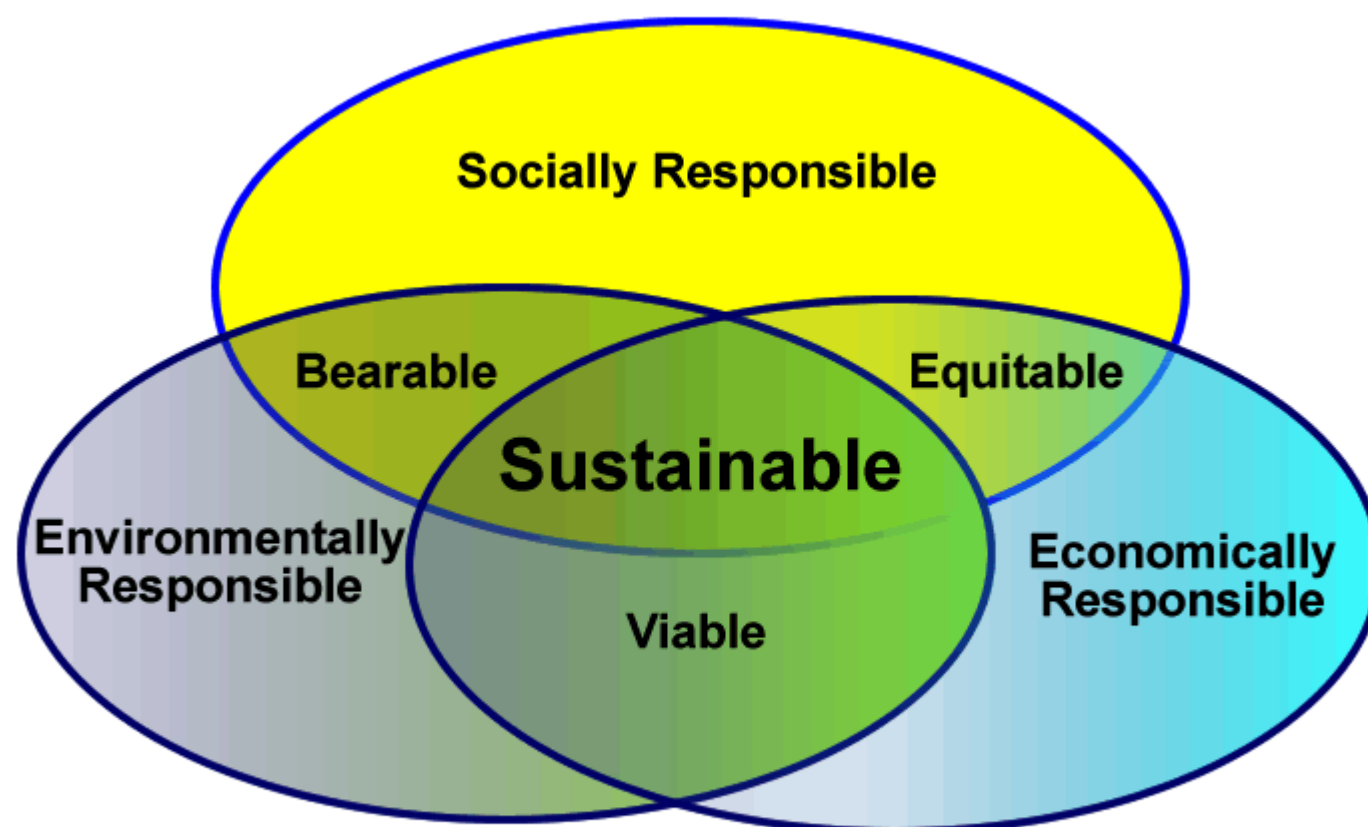 Socially Responsible
Bearable
Equitable
Sustainable
Environmentally
Responsible
Economically
Responsible
Viable